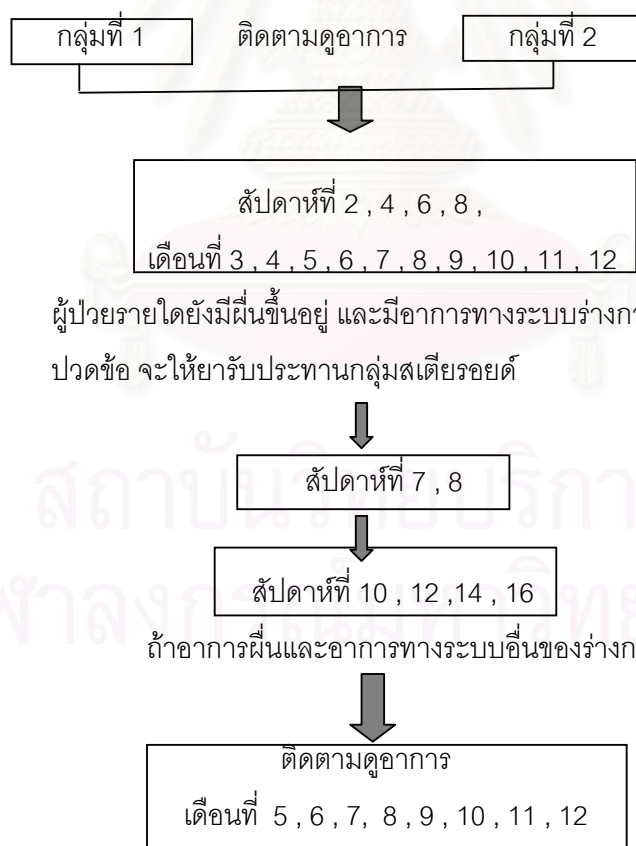 กลุ่มที่ 1 ติดตามดูอาการ กลุ่มที่ 2
สัปดาห์ที่ 2 , 4 , 6 , 8 ,
เดือนที่ 3 , 4 , 5 , 6 , 7 , 8 , 9 , 10 , 11 , 12
ผู้ป่วยรายใดยังมีผื่นขึ้นอยู่ และมีอาการทางระบบ
ปวดข้อ จะให้ยารับประทานกลุ่มสเตียรอยด์
สัปดาห์ที่ 7 , 8
สัปดาห์ที่ 10 , 12 ,14 , 16
ถ้าอาการผื่นและอาการทางระบบอื่นของ
ติดตามดูอาการ
เดือนที่ 5 , 6 , 7, 8 , 9 , 10 , 11 , 12